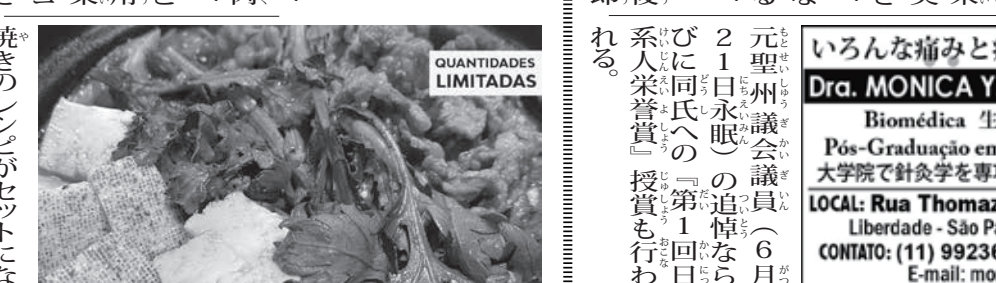 元聖州議会議員（６月
２１日永眠）の追悼なら
びに同氏への『第１回日
系人栄誉賞』授賞も行わ
れる。
いろんな痛みと
Dra. MONICA Y
Biomédica 生
Pós-Graduação em
大学院で針灸学を専
LOCAL: Rua Thomaz
Liberdade - São Pa
CONTATO: (11) 99236
E-mail: mo
QUANTIDADES
LIMITADAS
焼きのレンピがセットにな